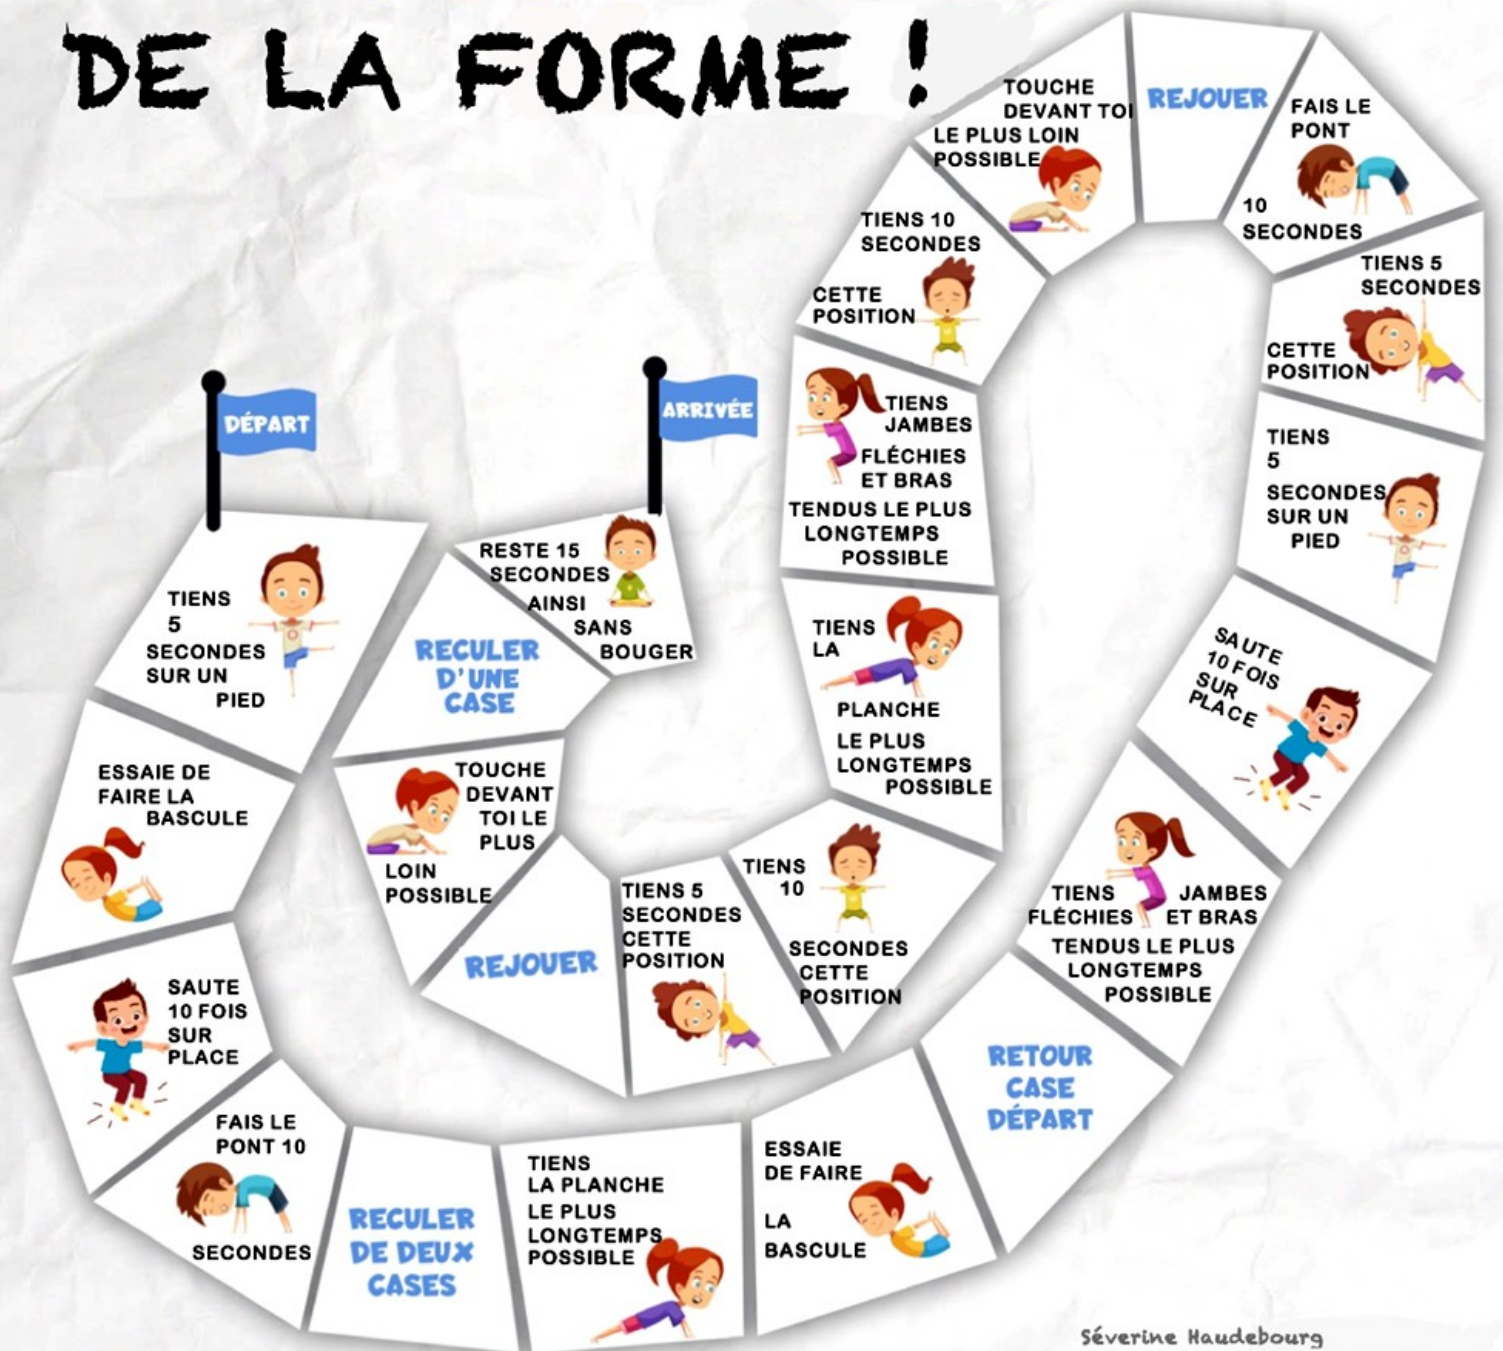 DE LA FORME !
DÉPART
TIENS
5
SECONDES
SUR UN
PIED
ESSAIE DE
FAIRE LA
BASCULE
SAUTE
10 FOIS
SUR
PLACE
FAIS LE
PONT 10
SECONDES
RECULER
DE DEUX
CASES
TIENS
LA PLANCHE
LE PLUS
LONGTEMPS
POSSIBLE
ESSAIE
DE FAIRE
LA
BASCULE
RETOUR
CASE
DÉPART
TIENS JAMBES
FLÉCHIES ET BRAS
TENDUS LE PLUS
LONGTEMPS
POSSIBLE
SAUTE
10 FOIS
SUR
PLACE
TIENS
5
SECONDES
SUR UN
PIED
TIENS 5
SECONDES
CETTE
POSITION
FAIS LE
PONT
10
SECONDES
REJOUER
TOUCHE
DEVANT TOI
LE PLUS LOIN
POSSIBLE
TIENS 10
SECONDES
CETTE
POSITION
TIENS
JAMBES
FLÉCHIES
ET BRAS
TENDUS LE PLUS
LONGTEMPS
POSSIBLE
TIENS
LA
PLANCHE
LE PLUS
LONGTEMPS
POSSIBLE
TIENS
10
SECONDES
CETTE
POSITION
TIENS 5
SECONDES
CETTE
POSITION
REJOUER
TOUCHE
DEVANT
TOI LE
PLUS
LOIN
POSSIBLE
RECULER
D'UNE
CASE
RESTE 15
SECONDES
AINSI
SANS
BOUGER
ARRIVÉE
Séverine Haudebourg